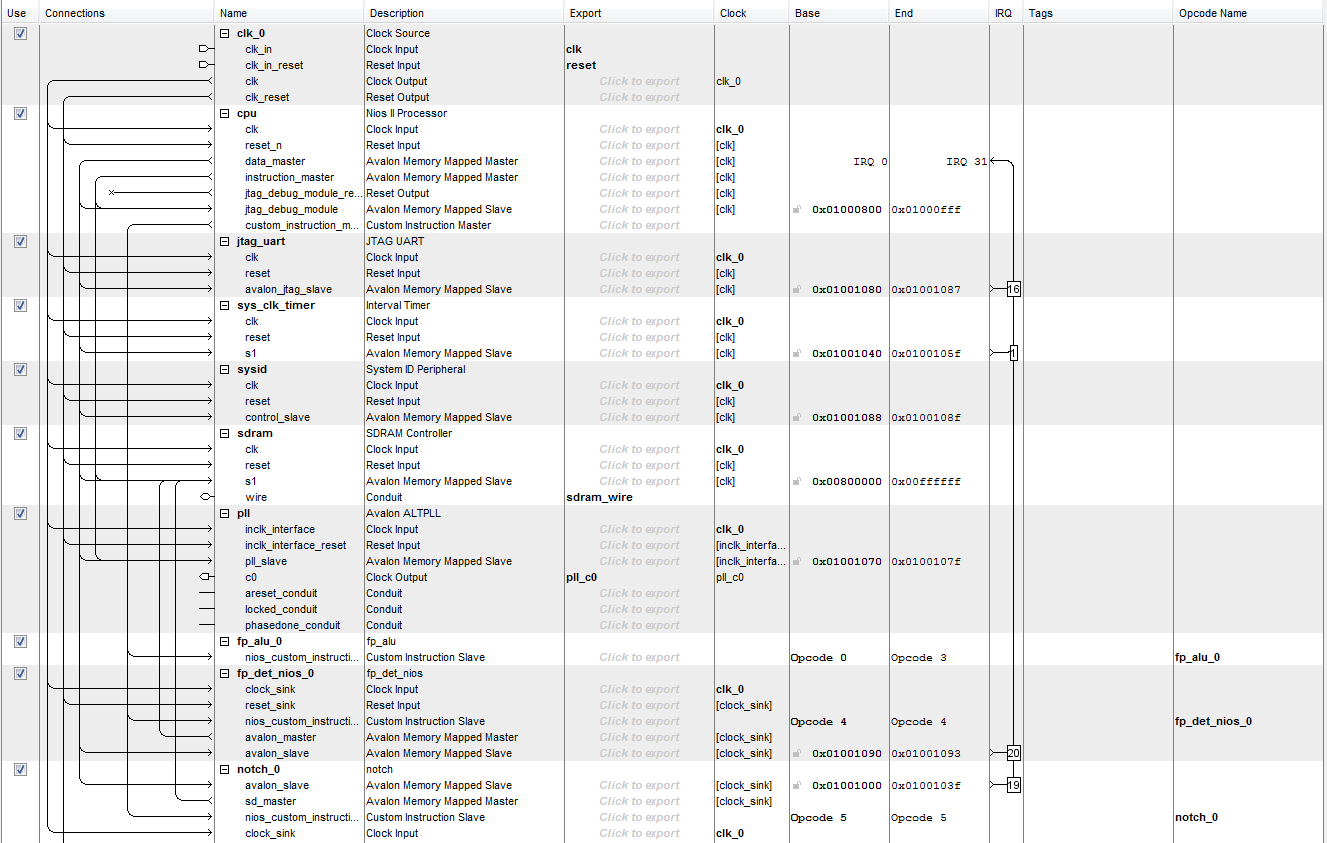 Use Connections Name Description Export Clock Base End IRQ Tags Opcode Name
clk_0 Clock Source
clk_in Clock Input clk
clk_in_reset Reset Input reset
clk Clock Output Click to export clk_0
clk_reset Reset Output Click to export
cpu Nios II Processor
clk Clock Input Click to export clk_0
reset_n Reset Input Click to export [clk]
data_master Avalon Memory Mapped Master Click to export [clk] IRQ 0 IRQ 31
instruction_master Avalon Memory Mapped Master Click to export [clk]
jtag_debug_module_re... Reset Output Click to export [clk]
jtag_debug_module Avalon Memory Mapped Slave Click to export [clk] 0x01000800 0x01000fff
custom_instruction_m... Custom Instruction Master Click to export
jtag_uart JTAG UART
clk Clock Input Click to export clk_0
reset Reset Input Click to export [clk]
avalon_jtag_slave Avalon Memory Mapped Slave Click to export [clk] 0x01001080 0x01001087 16
sys_clk_timer Interval Timer
clk Clock Input Click to export clk_0
reset Reset Input Click to export [clk]
s1 Avalon Memory Mapped Slave Click to export [clk] 0x01001040 0x0100105f 1
sysid System ID Peripheral
clk Clock Input Click to export clk_0
reset Reset Input Click to export [clk]
control_slave Avalon Memory Mapped Slave Click to export [clk] 0x01001088 0x0100108f
sdram SDRAM Controller
clk Clock Input Click to export clk_0
reset Reset Input Click to export [clk]
s1 Avalon Memory Mapped Slave Click to export [clk] 0x00800000 0x00ffffff
wire Conduit sdram_wire
pll Avalon ALTPLL
inclk_interface Clock Input Click to export clk_0
inclk_interface_reset Reset Input Click to export [inclk_interfa...
pll_slave Avalon Memory Mapped Slave Click to export [inclk_interfa... 0x01001070 0x0100107f
c0 Clock Output pll_c0 pll_c0
areset_conduit Conduit Click to export
locked_conduit Conduit Click to export
phasedone_conduit Conduit Click to export
fp_alu_0 fp_alu
nios_custom_instructi... Custom Instruction Slave Click to export Opcode 0 Opcode 3 fp_alu_0
fp_det_nios_0 fp_det_nios
clock_sink Clock Input Click to export clk_0
reset_sink Reset Input Click to export [clock_sink]
nios_custom_instructi... Custom Instruction Slave Click to export Opcode 4 Opcode 4 fp_det_nios_0
avalon_master Avalon Memory Mapped Master Click to export [clock_sink]
avalon_slave Avalon Memory Mapped Slave Click to export [clock_sink] 0x01001090 0x01001093 20
notch_0 notch
avalon_slave Avalon Memory Mapped Slave Click to export [clock_sink] 0x01001000 0x0100103f 19
sd_master Avalon Memory Mapped Master Click to export [clock_sink]
nios_custom_instructi... Custom Instruction Slave Click to export Opcode 5 Opcode 5 notch_0
clock_sink Clock Input Click to export clk_0